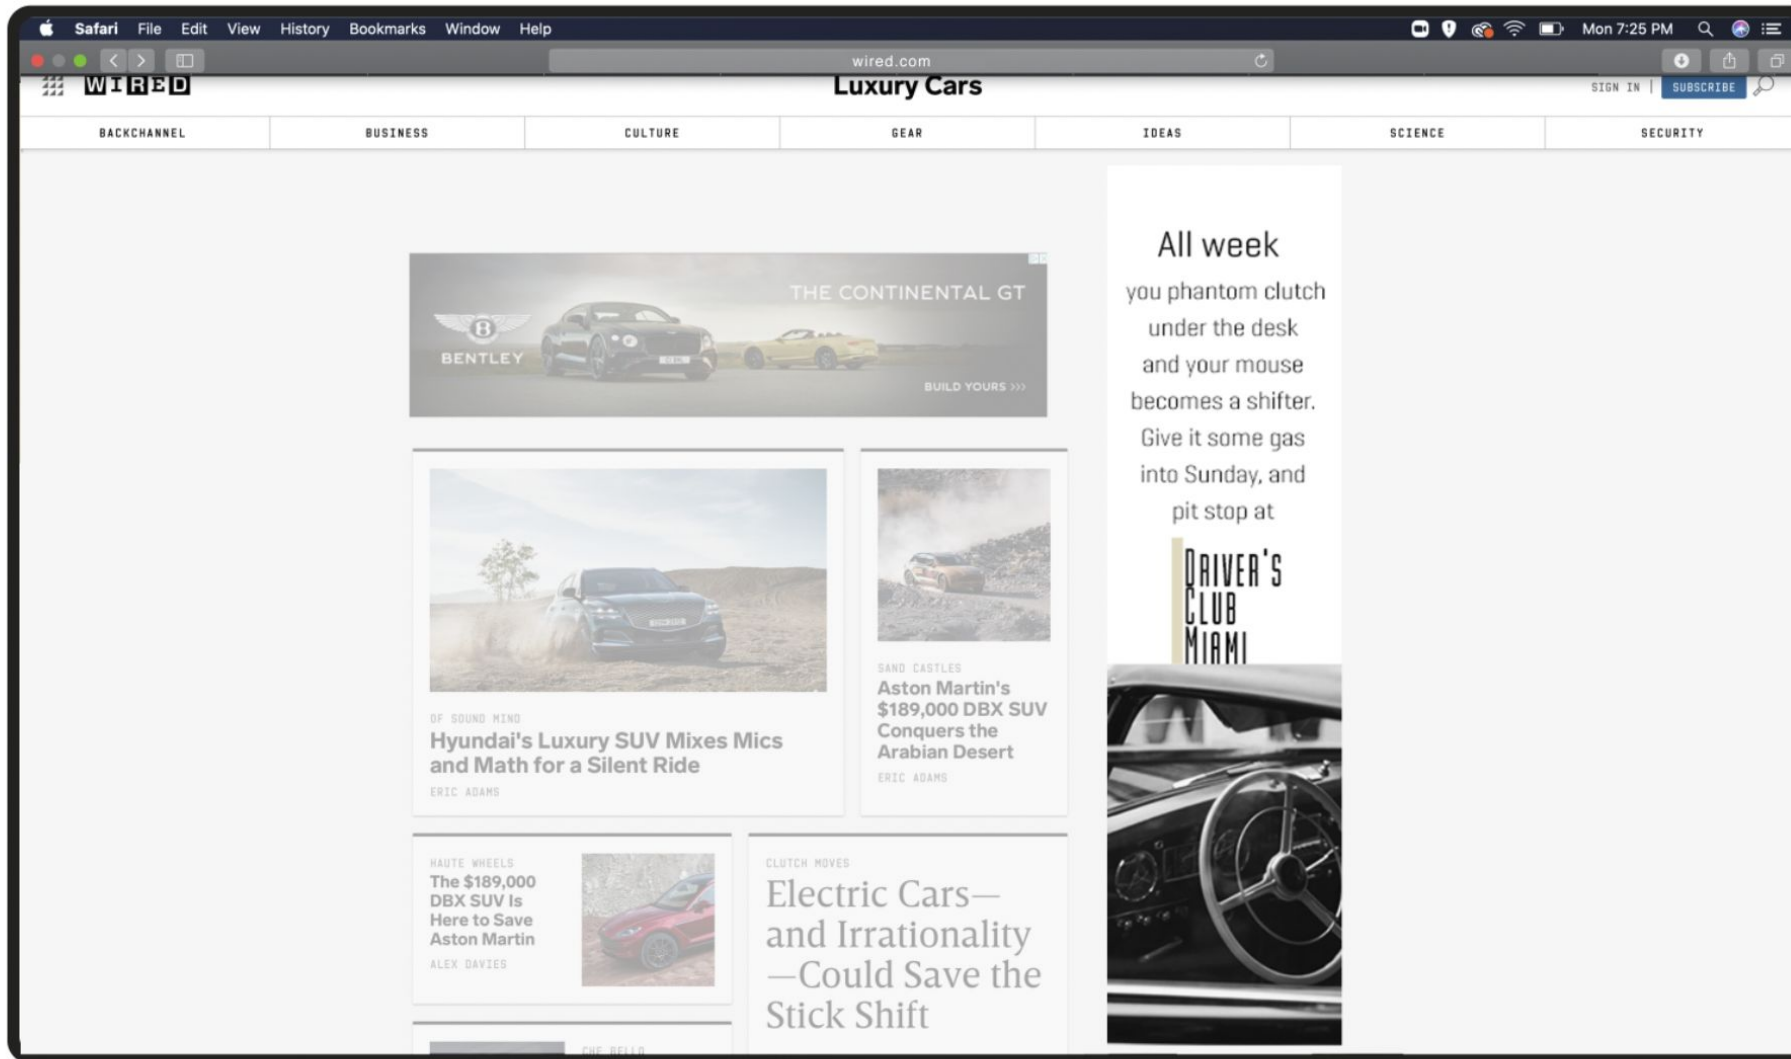 Safari File Edit View History Bookmarks Window Help
Mon 7:25 PM
wired.com
WIRED
Luxury Cars
SIGN IN | SUBSCRIBE
BACKCHANNEL BUSINESS CULTURE GEAR IDEAS SCIENCE SECURITY
THE CONTINENTAL GT
B
BENTLEY
BUILD YOURS >>>
OF SOUND MIND
Hyundai's Luxury SUV Mixes Mics
and Math for a Silent Ride
ERIC ADAMS
SAND CASTLES
Aston Martin's
$189,000 DBX SUV
Conquers the
Arabian Desert
ERIC ADAMS
HAUTE WHEELS
The $189,000
DBX SUV Is
Here to Save
Aston Martin
ALEX DAVIES
CLUTCH MOVES
Electric Cars—
and Irrationality
—Could Save the
Stick Shift
CHE BELLO
All week
you phantom clutch
under the desk
and your mouse
becomes a shifter.
Give it some gas
into Sunday, and
pit stop at
DRIVER'S
CLUB
MIAMI